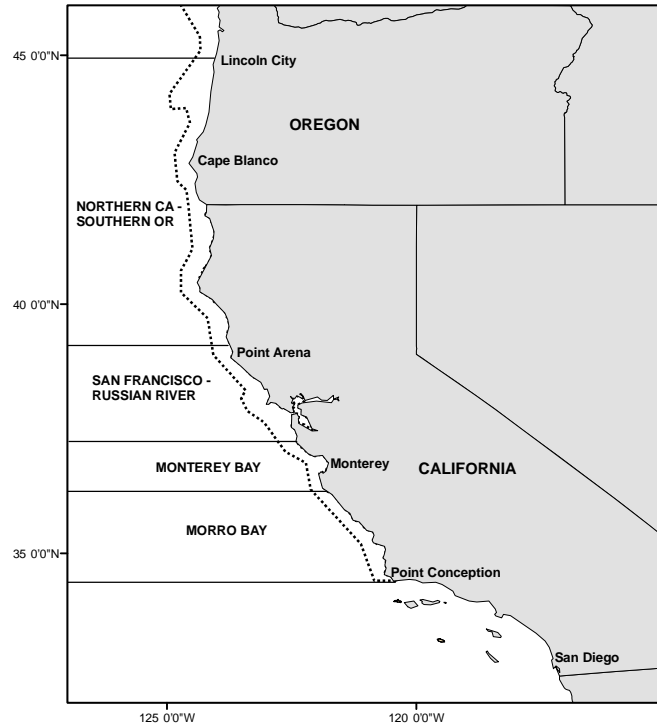 45 0'0"N
Lincoln City
OREGON
Cape Blanco
NORTHERN CA -
SOUTHERN OR
40 0'0"N
Point Arena
SAN FRANCISCO -
RUSSIAN RIVER
MONTEREY BAY
Monterey
CALIFORNIA
MORRO BAY
35 0'0"N
Point Conception
San Diego
125 0'0"W
120 0'0"W